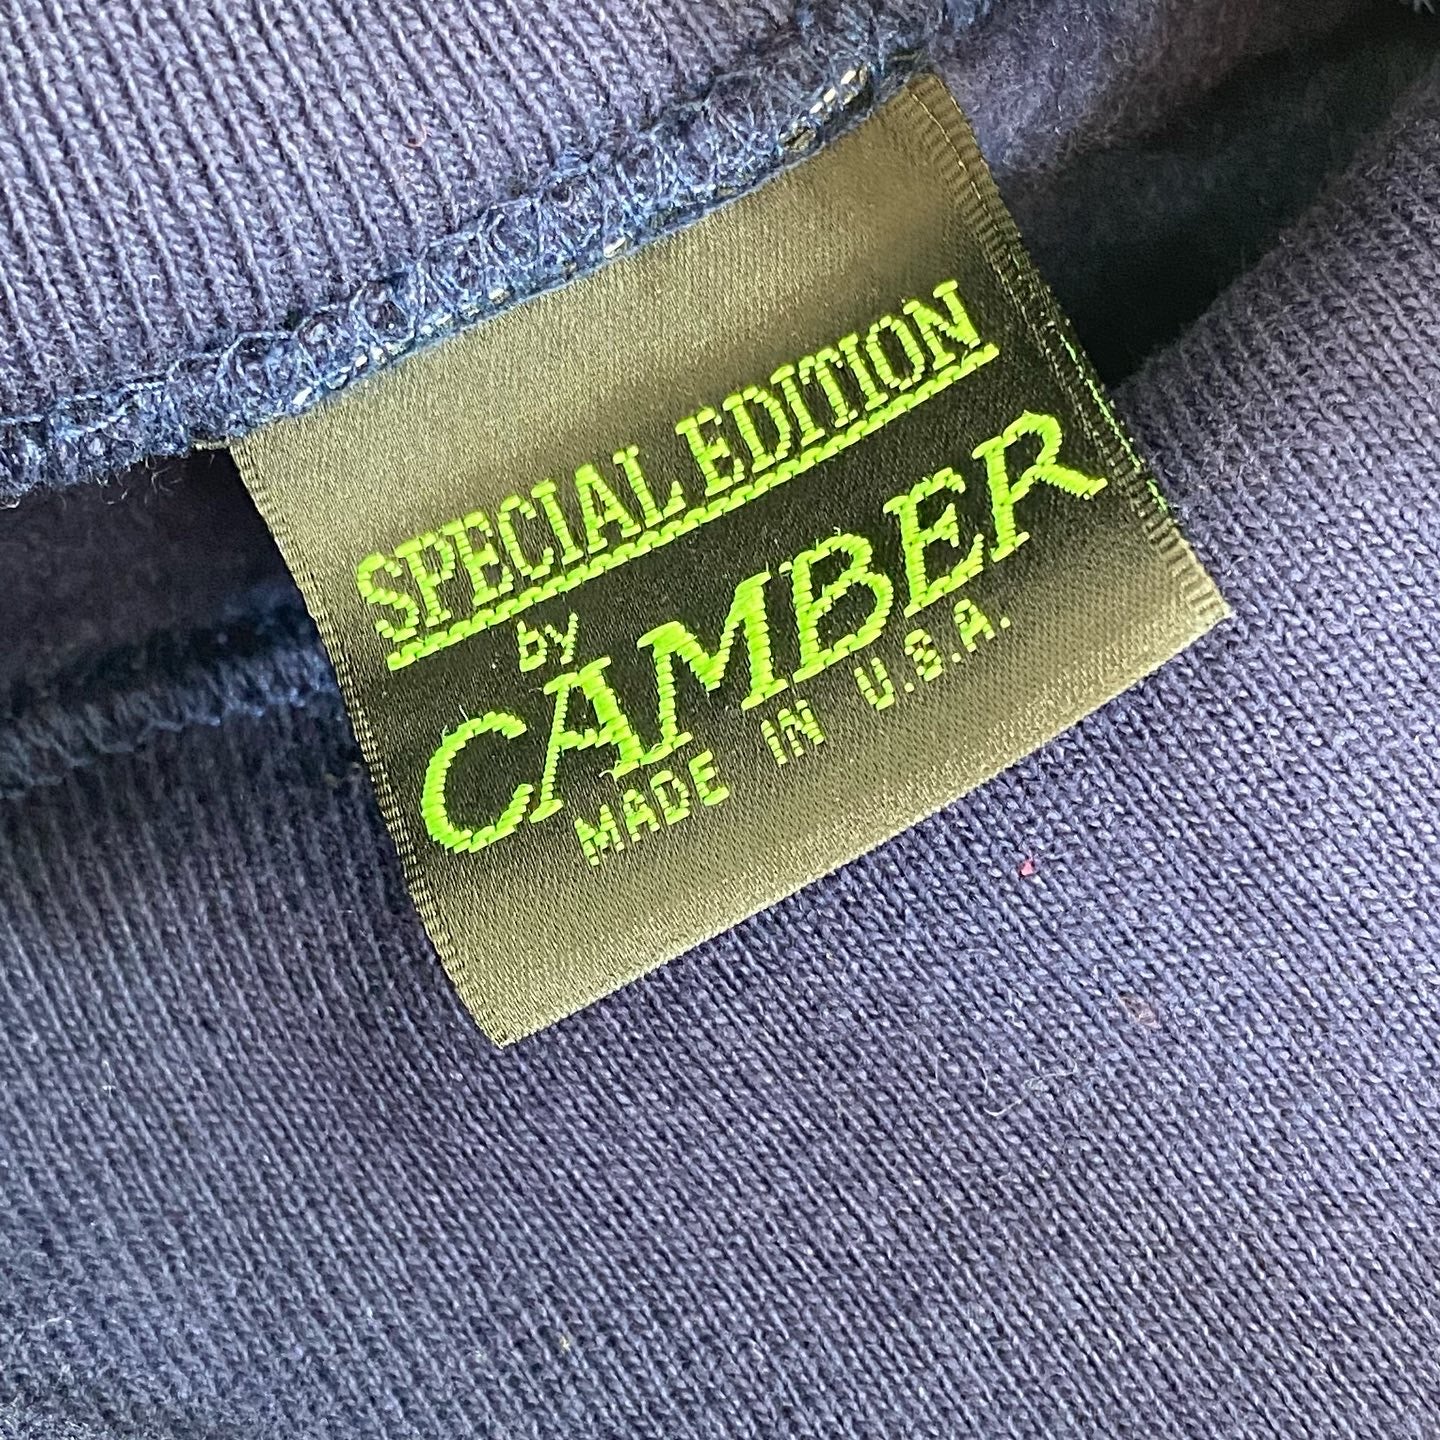 SPECIAL EDITION
by
CAMBER
MADE IN U.S.A.